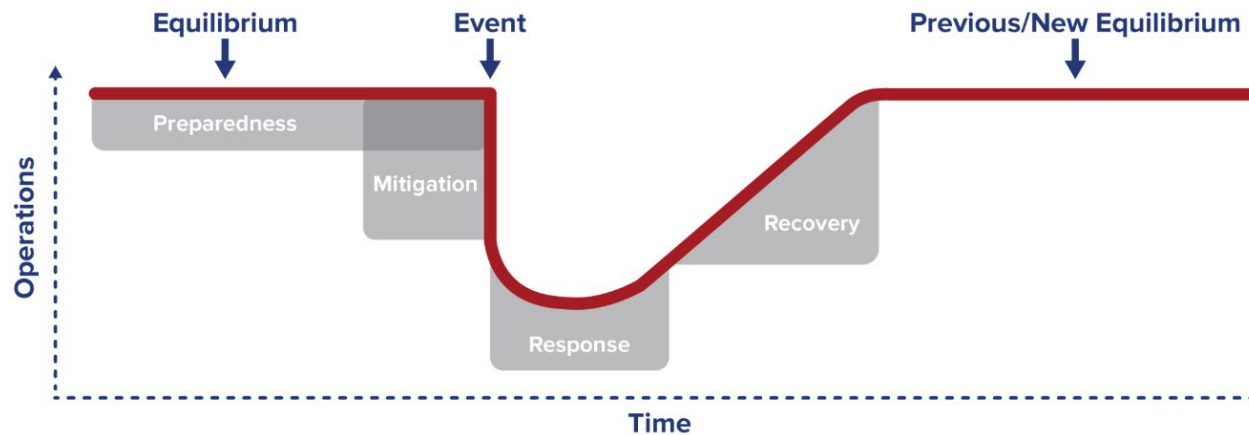 Equilibrium
Event
Previous/New Equilibrium
Preparedness
Mitigation
Recovery
Response
Operations
Time